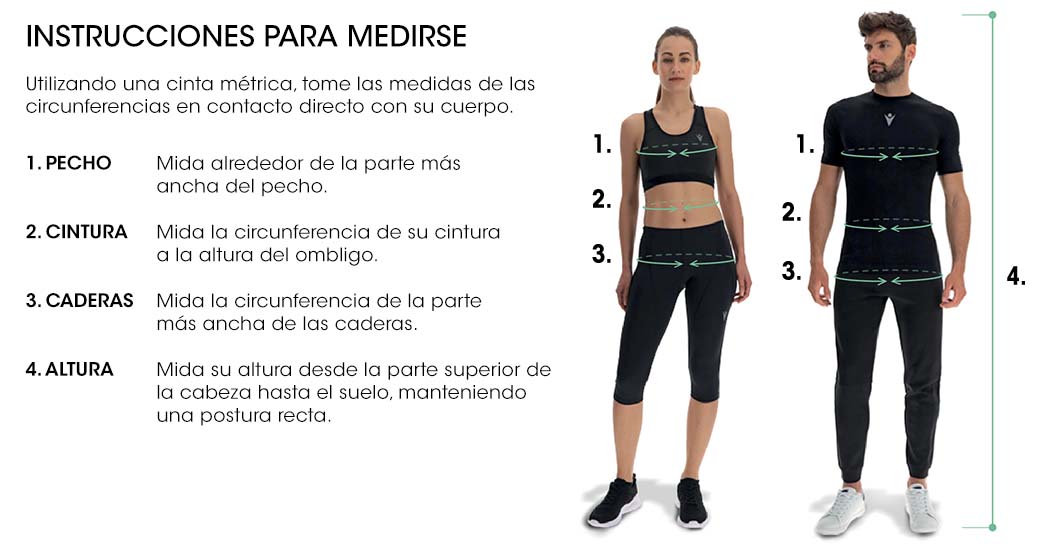 INSTRUCCIONES PARA MEDIRSE
Utilizando una cinta métrica, tome las medidas de las
circunferencias en contacto directo con su cuerpo.
1. PECHO Mida alrededor de la parte más
ancha del pecho.
2. CINTURA Mida la circunferencia de su cintura
a la altura del ombligo.
3. CADERAS Mida la circunferencia de la parte
más ancha de las caderas.
4. ALTURA Mida su altura desde la parte superior de
la cabeza hasta el suelo, manteniendo
una postura recta.
1.
2.
3.
1.
2.
3.
4.